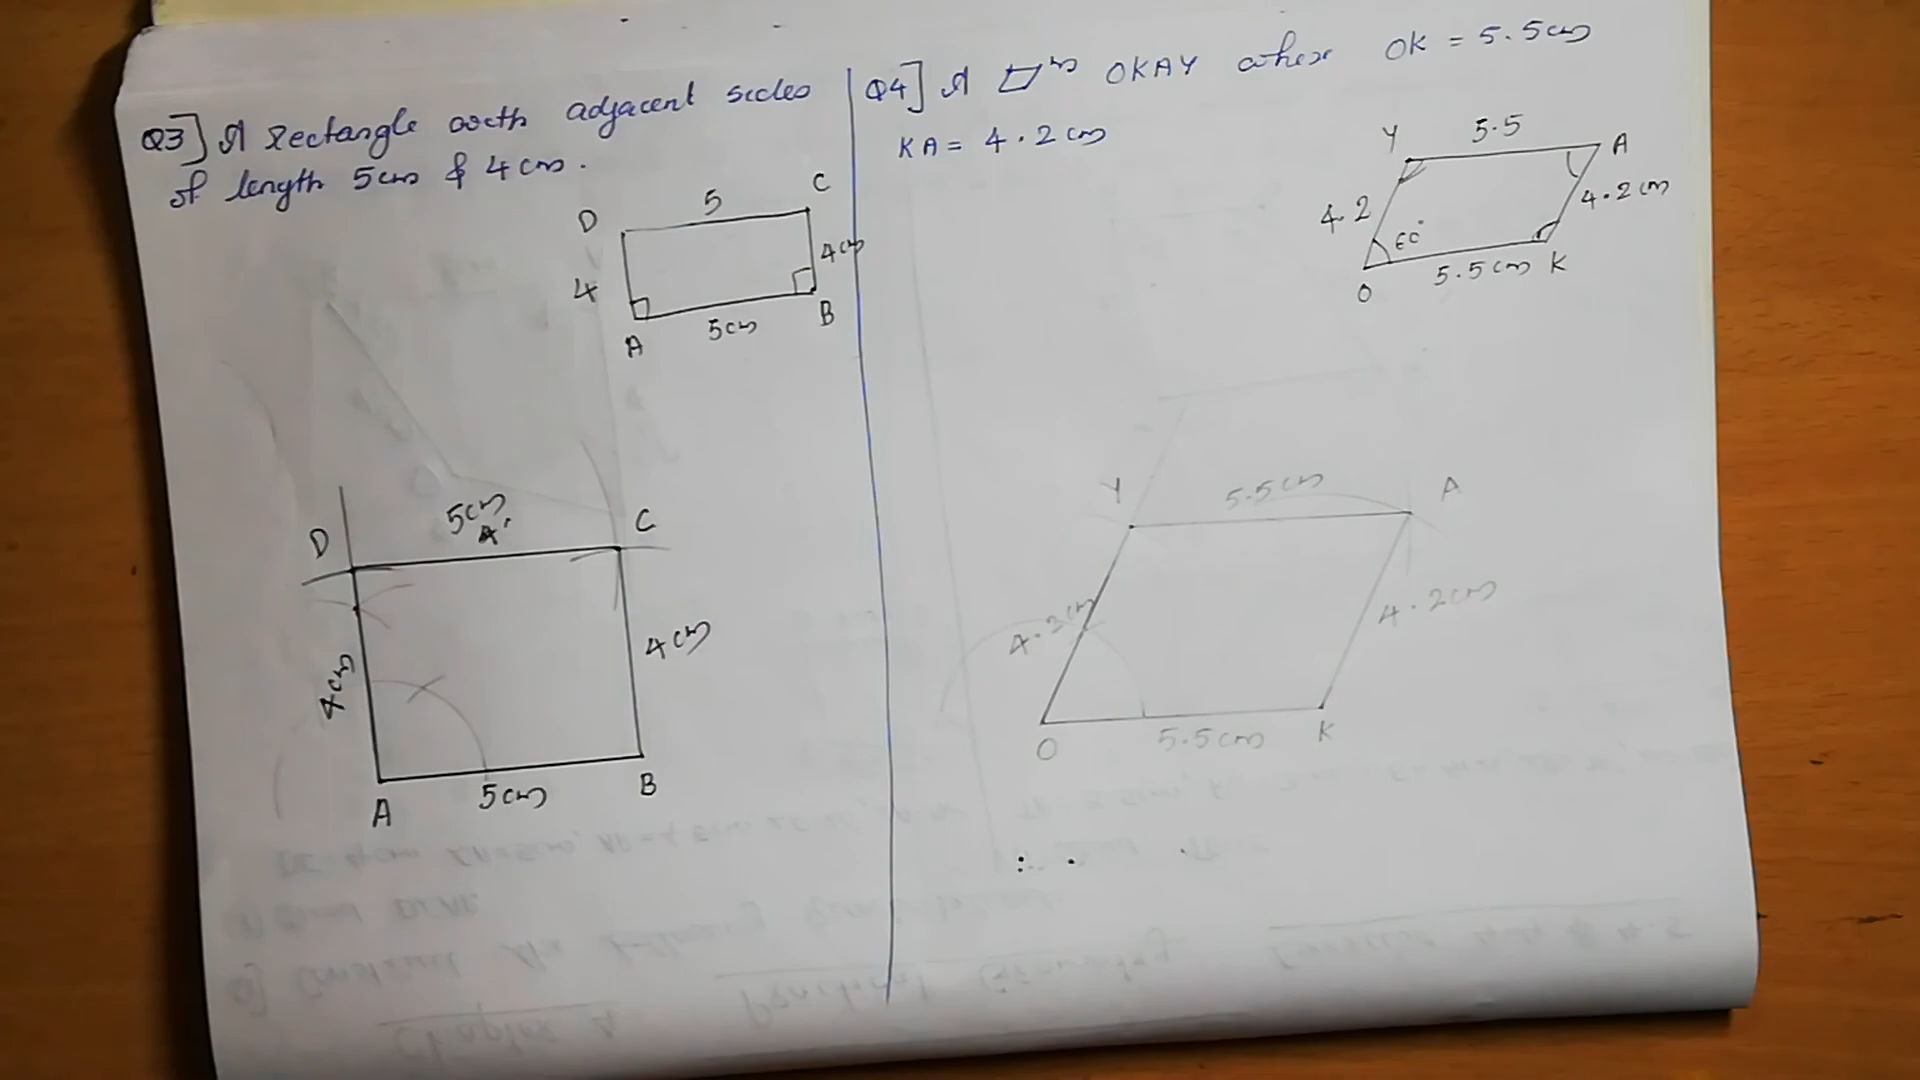 Q3] A Rectangle with adjacent sides
of length 5cm & 4cm.
D 5 C
4 4cm
A 5cm B
D 5cm C
4cm 4cm
A 5cm B
Q4] A ▱m OKAY where OK = 5.5cm
KA = 4.2cm
Y 5.5 A
4.2 60° 4.2cm
O 5.5cm K
Y 5.5cm A
4.2cm 4.2cm
O 5.5cm K